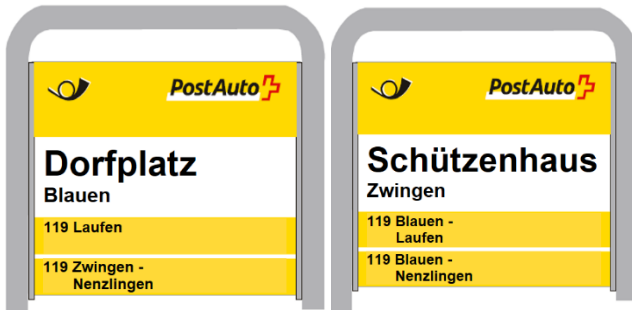 PostAuto
Dorfplatz
Blauen
119 Laufen
119 Zwingen -
Nenzlingen
PostAuto
Schützenhaus
Zwingen
119 Blauen -
Laufen
119 Blauen -
Nenzlingen